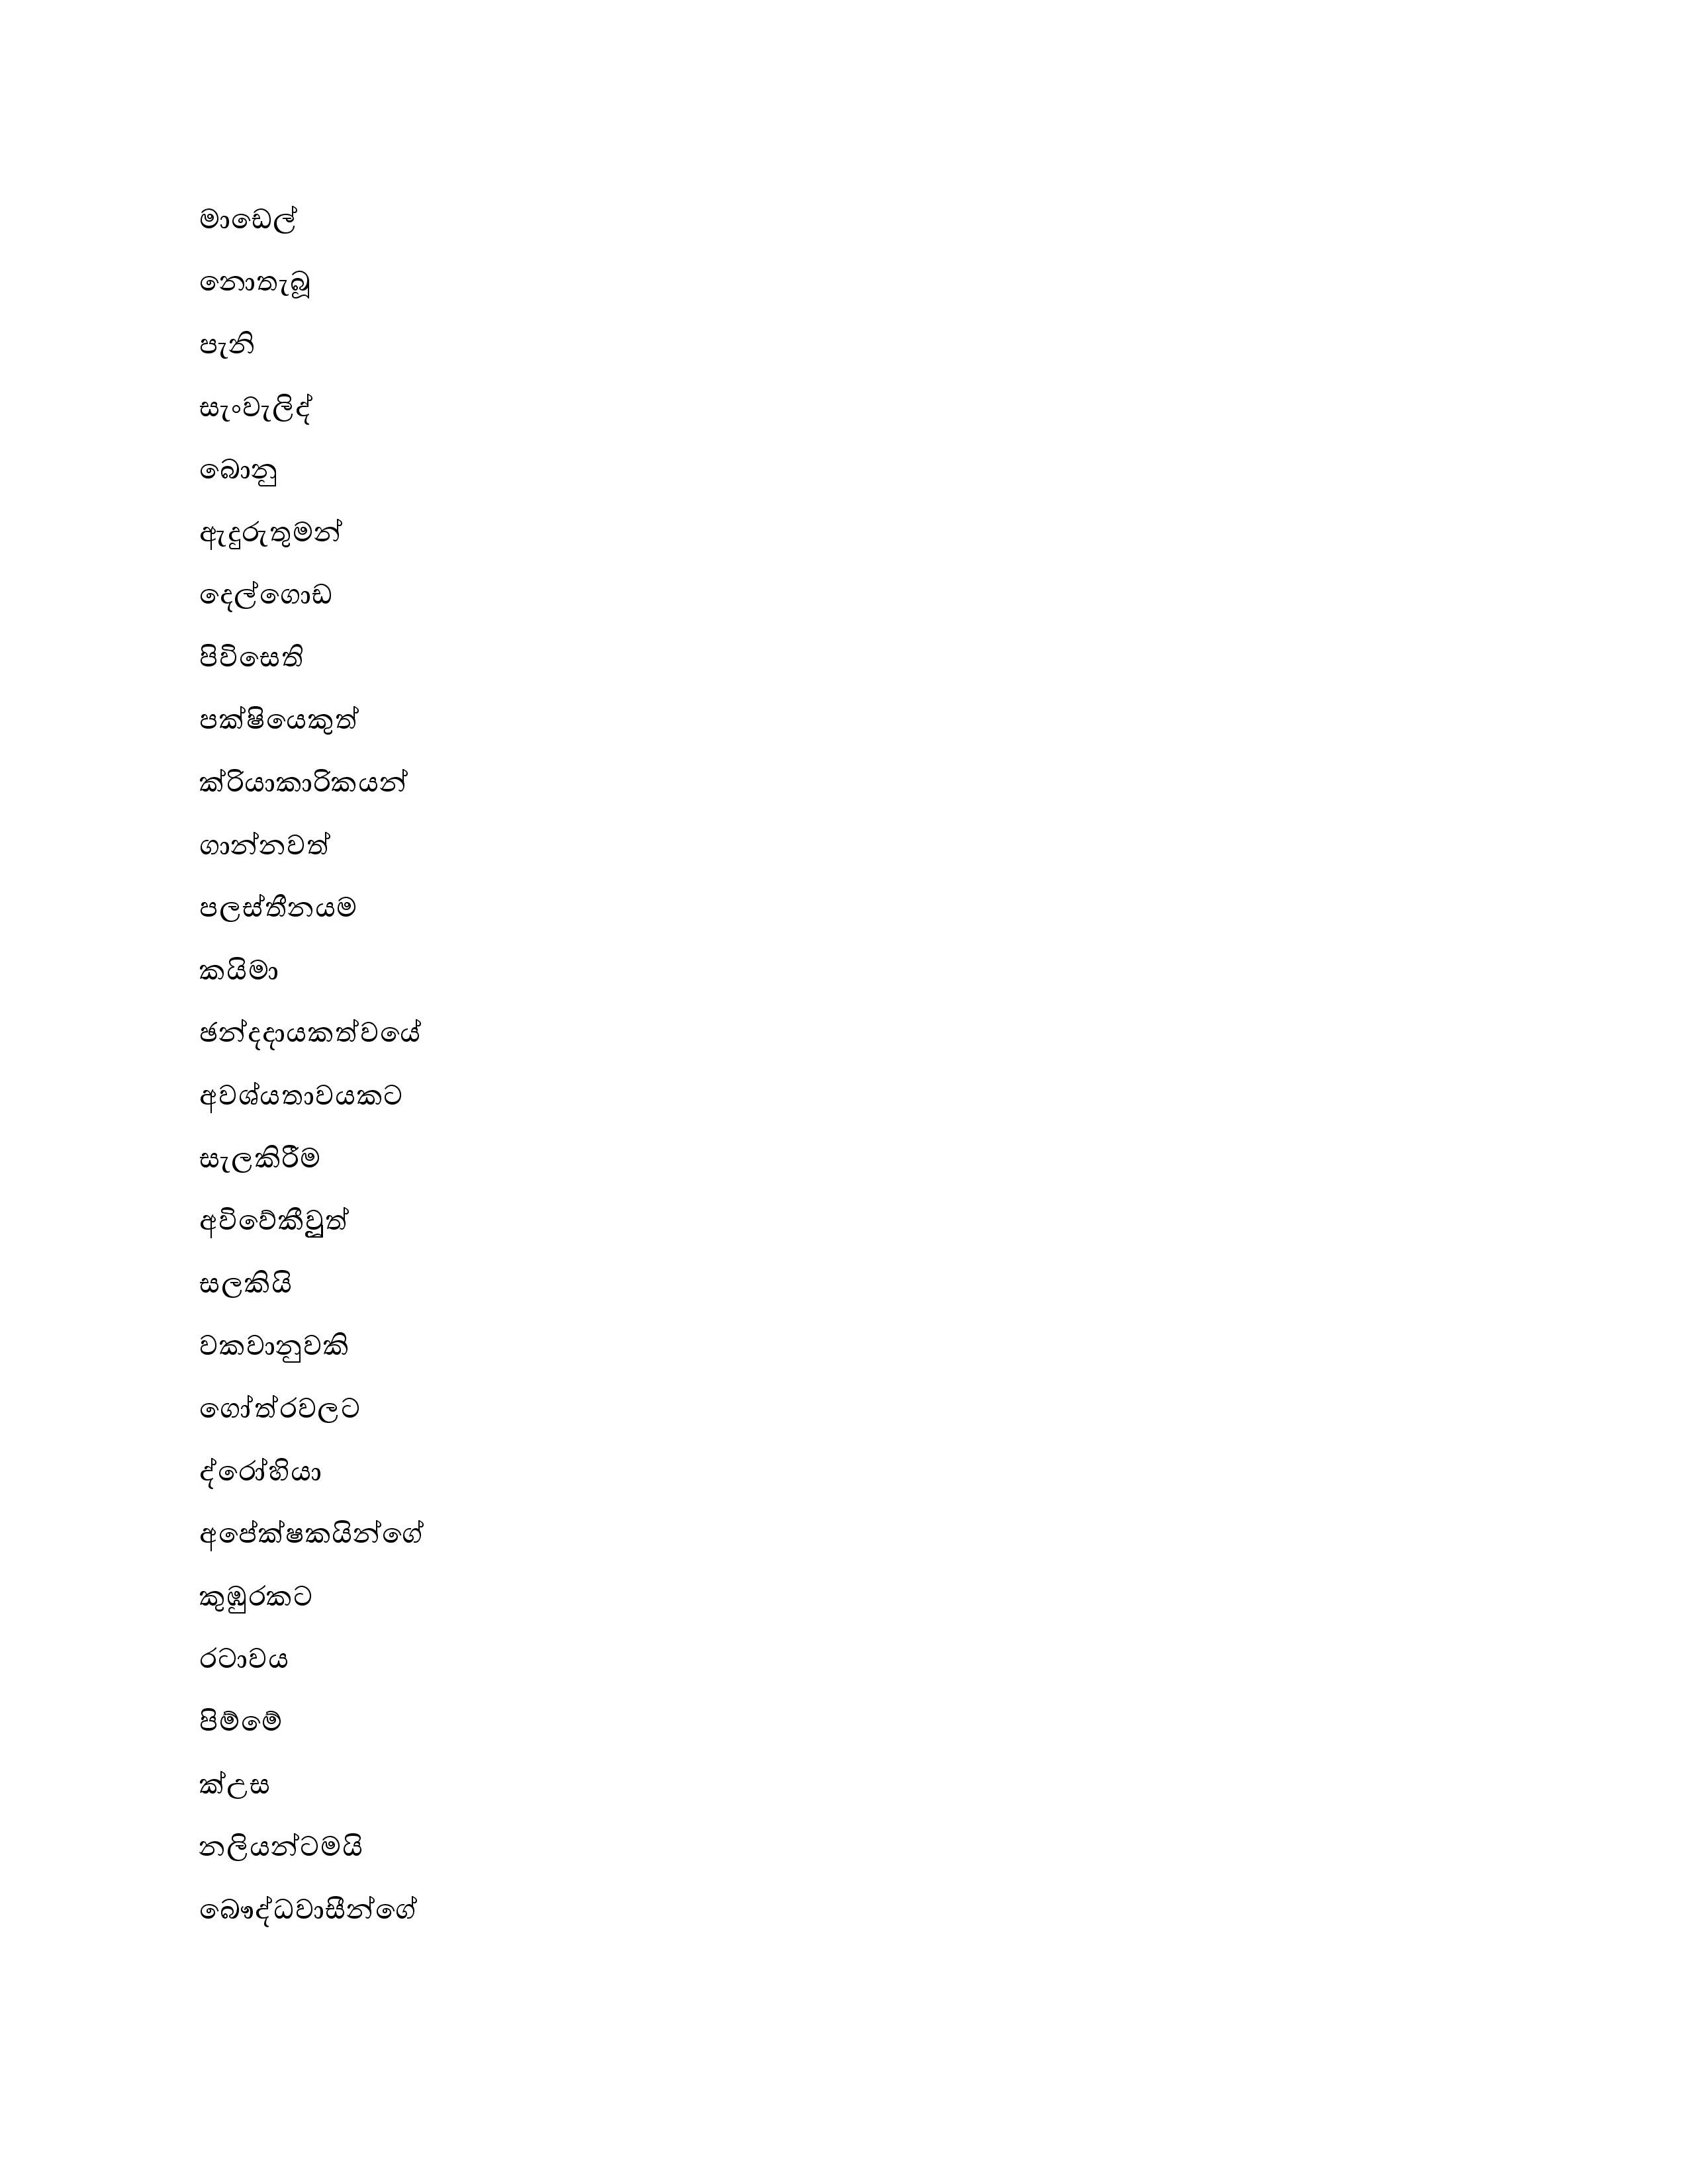 මාඩෙල්
නොතැබූ
පැනි
සැංවැලිද්
බොනු
ඇදුරුතුමන්
දෙල්ගොඩ
පිවිසෙති
පක්ෂියෙකුත්
ක්රියාකාරිකයන්
ගාන්නවත්
පලස්තීනයම
කයිමා
ඡන්දදායකත්වයේ
අවශ්යතාවයකට
සැලකිරීම
අවිවේකීවූුත්
සලකියි
වකවානුවකි
ගෝත්රවලට
ද්රෝහියා
අපේක්ෂකයින්ගේ
කුඹුරකට
රටාවය
පිම්මේ
ක්උස
නලියන්ටමයි
බෞද්ධවාසීන්ගේ